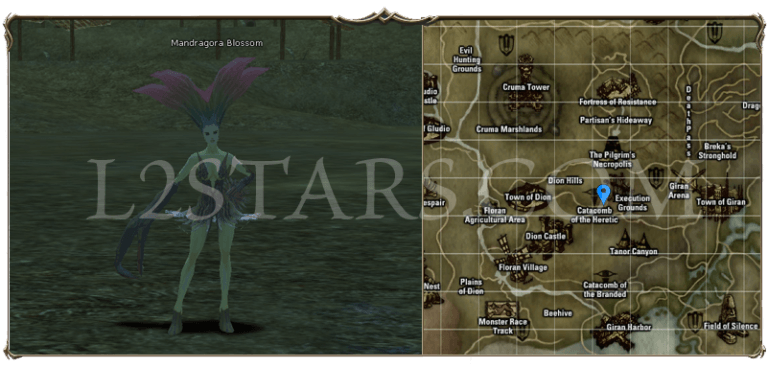 Mandragora Blossom
L2STARS.COM
Evil
Hunting
Grounds
Cruma Tower
Fortress of Resistance
Death Pass
Partisan's Hideaway
Cruma Marshlands
Breka's
Stronghold
The Pilgrim's
Necropolis
Dion Hills
Giran
Arena
Town of Giran
Town of Dion
Execution
Grounds
Floran
Agricultural Area
Catacomb
of the Heretic
Dion Castle
Tanor Canyon
Floran Village
Plains
of Dion
Catacomb of
the Branded
Nest
Monster Race
Track
Beehive
Giran Harbor
Field of Silence